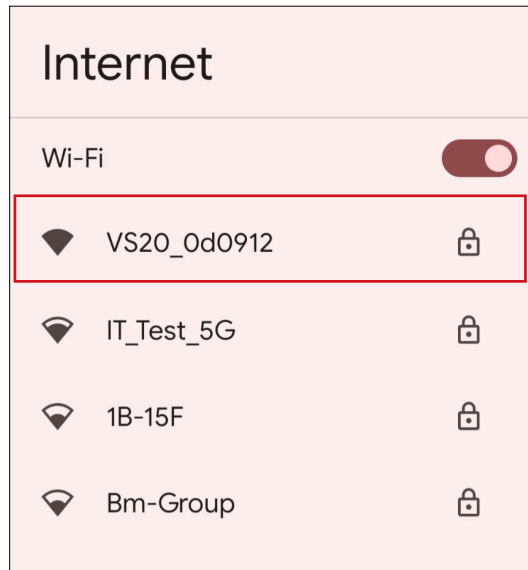 Internet
Wi-Fi
VS20_0d0912
IT_Test_5G
1B-15F
Bm-Group